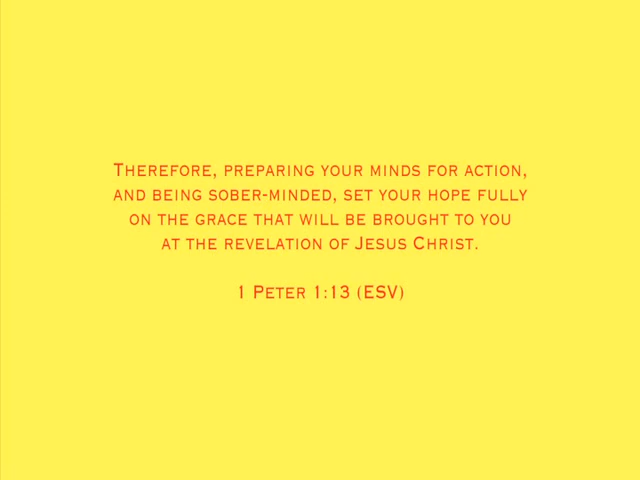 Therefore, preparing your minds for action,
and being sober-minded, set your hope fully
on the grace that will be brought to you
at the revelation of Jesus Christ.
1 Peter 1:13 (ESV)